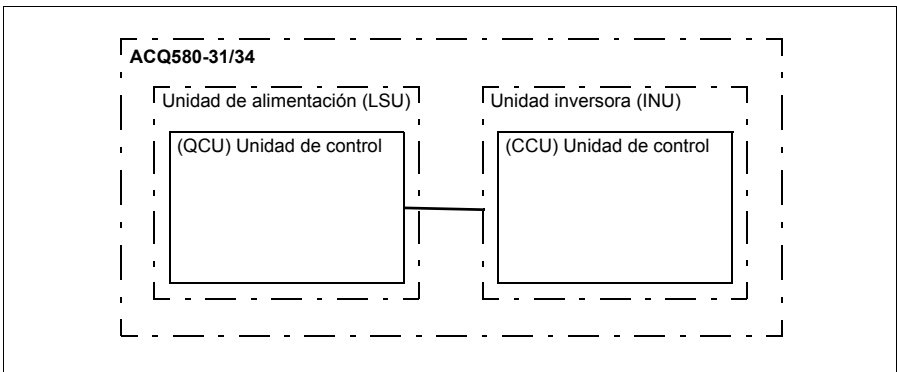 ACQ580-31/34
Unidad de alimentación (LSU)
Unidad inversora (INU)
(QCU) Unidad de control
(CCU) Unidad de control